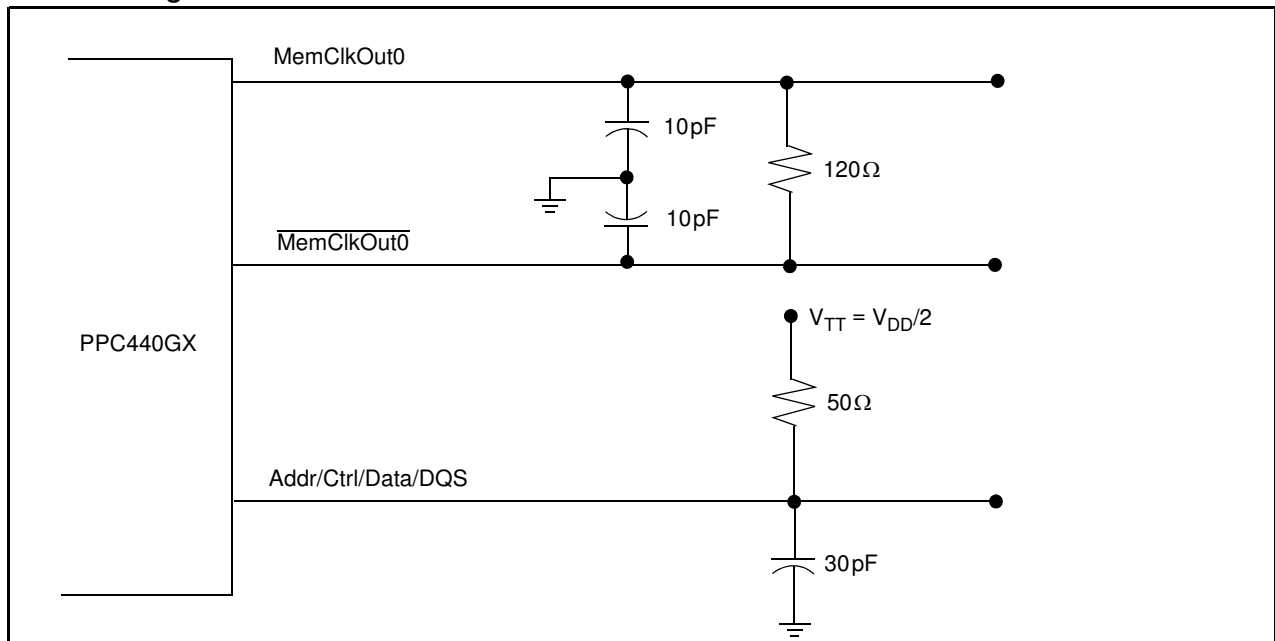 MemClkOut0
10pF
120Ω
10pF
MemClkOut0
V_TT = V_DD/2
PPC440GX
50Ω
Addr/Ctrl/Data/DQS
30pF